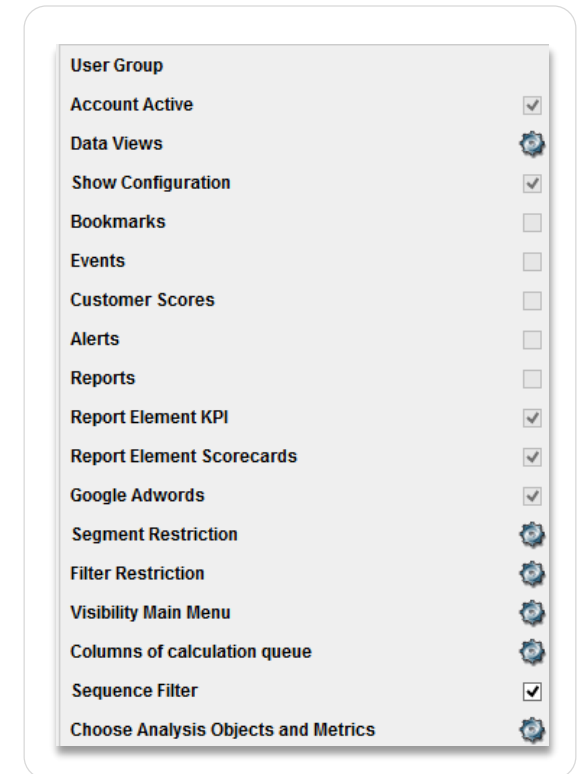 User Group
Account Active
Data Views
Show Configuration
Bookmarks
Events
Customer Scores
Alerts
Reports
Report Element KPI
Report Element Scorecards
Google Adwords
Segment Restriction
Filter Restriction
Visibility Main Menu
Columns of calculation queue
Sequence Filter
Choose Analysis Objects and Metrics